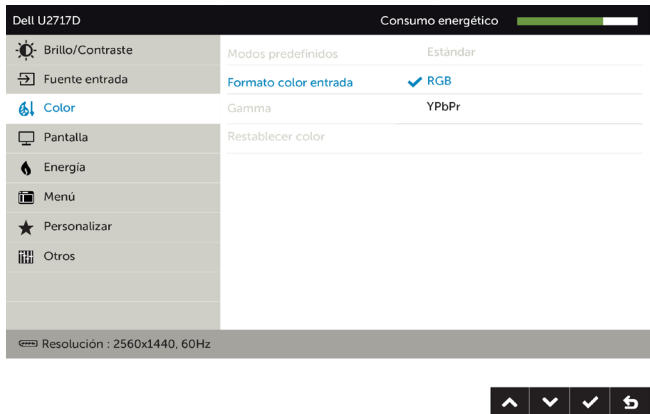 Dell U2717D Consumo energético
Brillo/Contraste
Modos predefinidos Estándar
Fuente entrada
Formato color entrada RGB
Color
Gamma YPbPr
Pantalla
Restablecer color
Energía
Menú
Personalizar
Otros
Resolución : 2560x1440, 60Hz